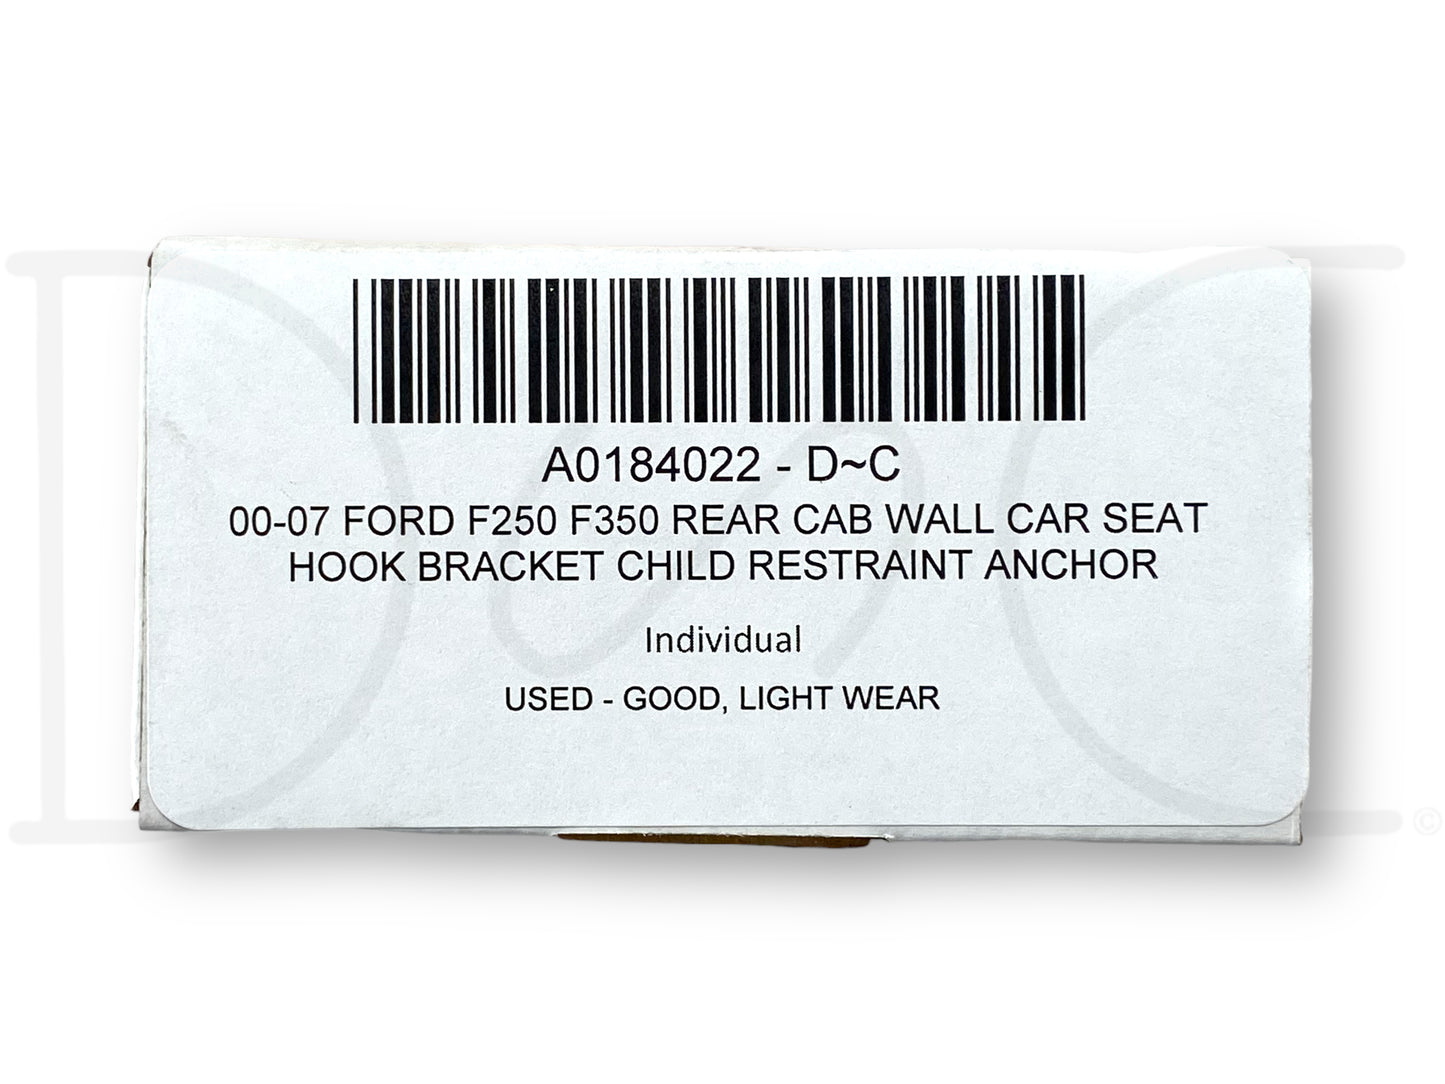 A0184022 - D~C
00-07 FORD F250 F350 REAR CAB WALL CAR SEAT
HOOK BRACKET CHILD RESTRAINT ANCHOR
Individual
USED - GOOD, LIGHT WEAR
©